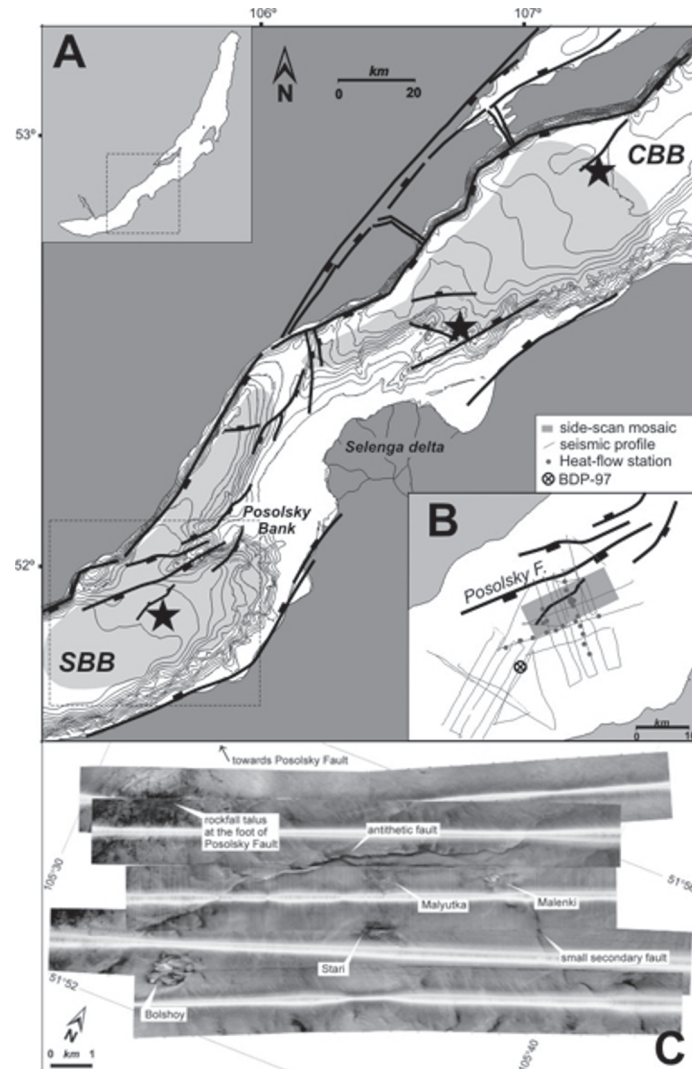 106°
107°
A
N
km
0 20
53°
CBB
Selenga delta
side-scan mosaic
seismic profile
Heat-flow station
BDP-97
Posolsky
Bank
52°
B
Posolsky F.
SBB
km
0
towards Posolsky Fault
rockfall talus
at the foot of
Posolsky Fault
antithetic fault
105°30
Malyutka
Malenki
Stari
small secondary fault
51°52
Bolshoy
N
0 km 1
105°40
C